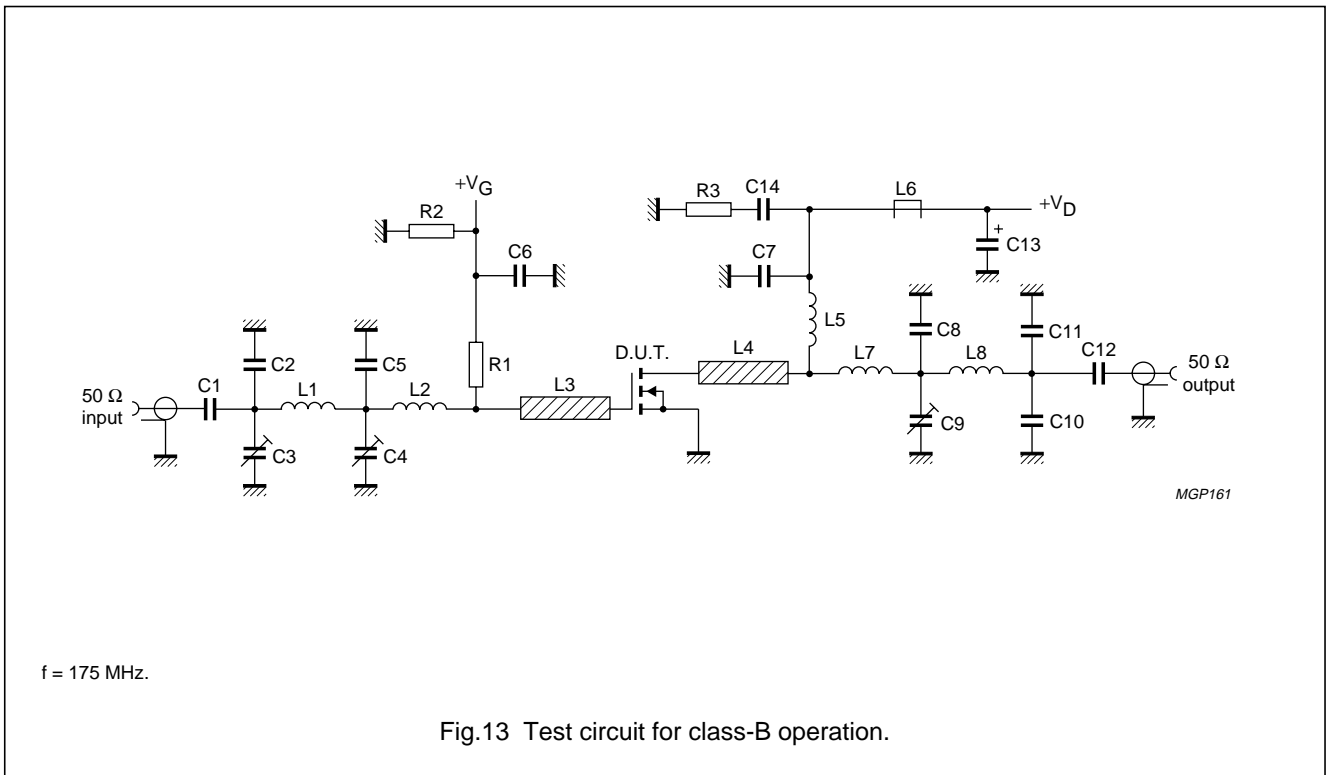 +VG
R2
C6
R1
C2
C5
C1
L1
L2
L3
50 Ω
input
C3
C4
D.U.T.
R3
C14
L6
+VD
C13
C7
L5
L4
L7
C8
L8
C11
C12
50 Ω
output
C9
C10
MGP161
f = 175 MHz.
Fig.13 Test circuit for class-B operation.